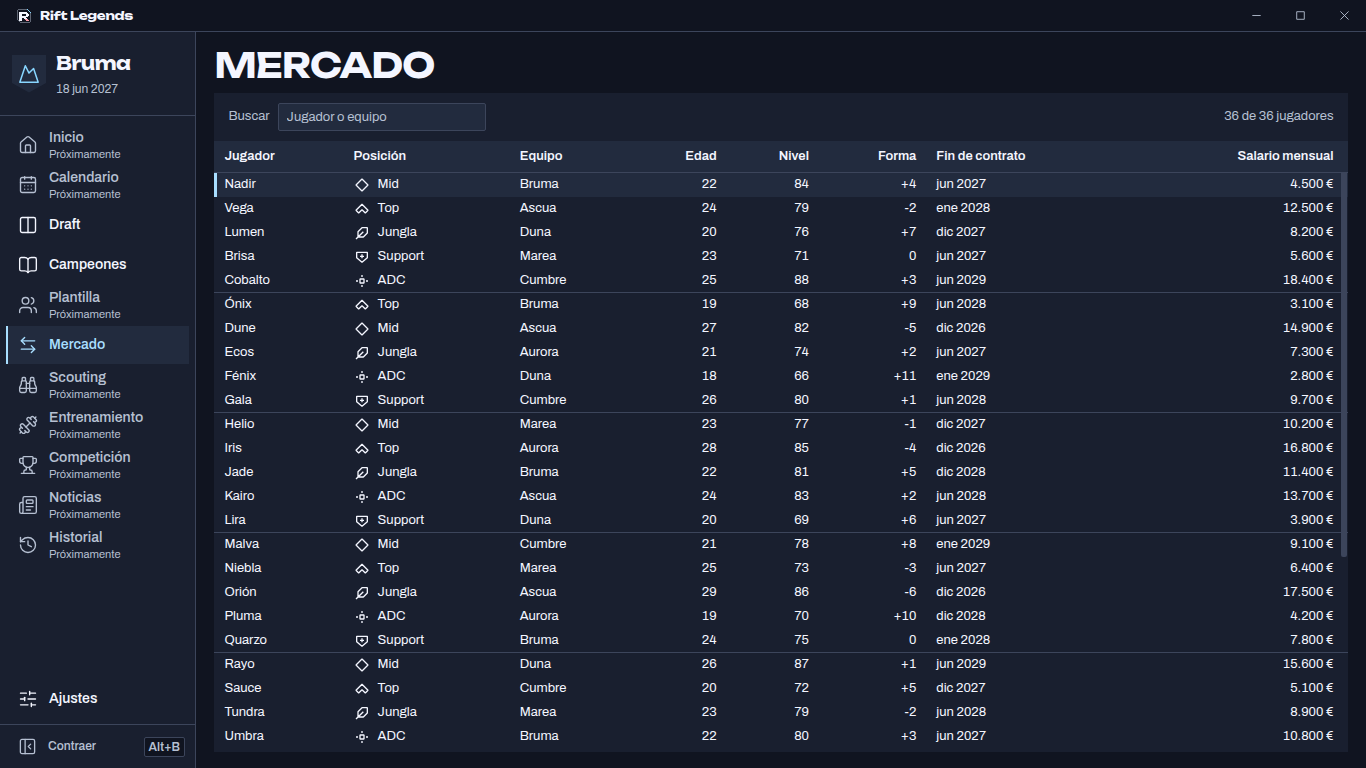 Rift Legends
Bruma
18 jun 2027
Inicio
Próximamente
Calendario
Próximamente
Draft
Campeones
Plantilla
Próximamente
Mercado
Scouting
Próximamente
Entrenamiento
Próximamente
Competición
Próximamente
Noticias
Próximamente
Historial
Próximamente
Ajustes
Contraer Alt+B
MERCADO
Buscar Jugador o equipo 36 de 36 jugadores
Jugador Posición Equipo Edad Nivel Forma Fin de contrato Salario mensual
Nadir Mid Bruma 22 84 +4 jun 2027 4.500 €
Vega Top Ascua 24 79 -2 ene 2028 12.500 €
Lumen Jungla Duna 20 76 +7 dic 2027 8.200 €
Brisa Support Marea 23 71 0 jun 2027 5.600 €
Cobalto ADC Cumbre 25 88 +3 jun 2029 18.400 €
Ónix Top Bruma 19 68 +9 jun 2028 3.100 €
Dune Mid Ascua 27 82 -5 dic 2026 14.900 €
Ecos Jungla Aurora 21 74 +2 jun 2027 7.300 €
Fénix ADC Duna 18 66 +11 ene 2029 2.800 €
Gala Support Cumbre 26 80 +1 jun 2028 9.700 €
Helio Mid Marea 23 77 -1 dic 2027 10.200 €
Iris Top Aurora 28 85 -4 dic 2026 16.800 €
Jade Jungla Bruma 22 81 +5 dic 2028 11.400 €
Kairo ADC Ascua 24 83 +2 jun 2028 13.700 €
Lira Support Duna 20 69 +6 jun 2027 3.900 €
Malva Mid Cumbre 21 78 +8 ene 2029 9.100 €
Niebla Top Marea 25 73 -3 jun 2027 6.400 €
Orión Jungla Ascua 29 86 -6 dic 2026 17.500 €
Pluma ADC Aurora 19 70 +10 dic 2028 4.200 €
Quarzo Support Bruma 24 75 0 ene 2028 7.800 €
Rayo Mid Duna 26 87 +1 jun 2029 15.600 €
Sauce Top Cumbre 20 72 +5 dic 2027 5.100 €
Tundra Jungla Marea 23 79 -2 jun 2028 8.900 €
Umbra ADC Bruma 22 80 +3 jun 2027 10.800 €